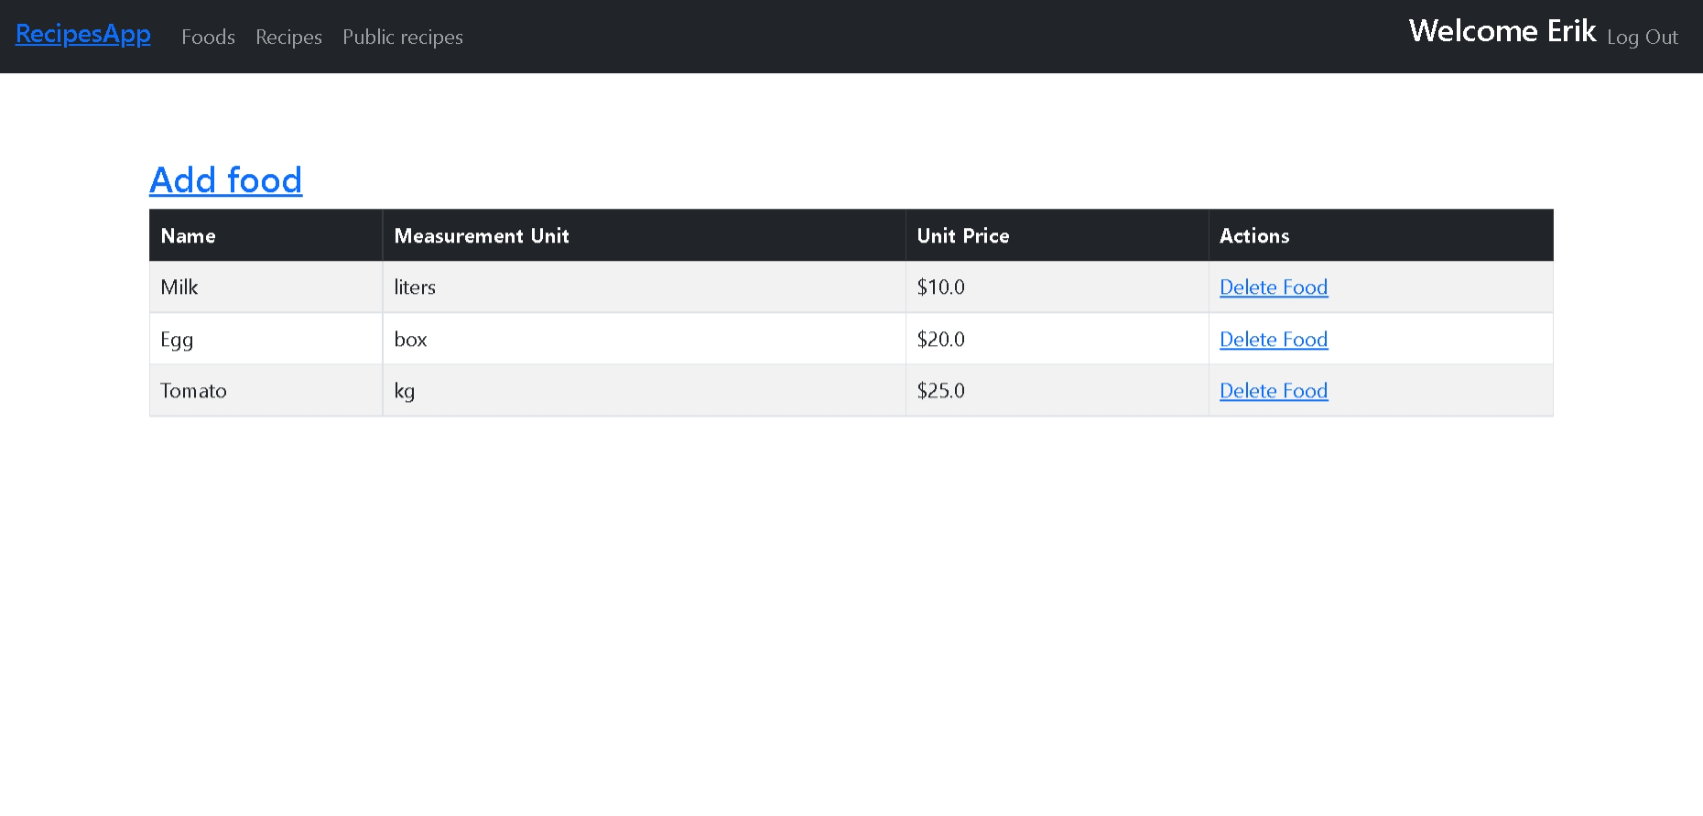 RecipesApp Foods Recipes Public recipes Welcome Erik Log Out
Add food
Name Measurement Unit Unit Price Actions
Milk liters $10.0 Delete Food
Egg box $20.0 Delete Food
Tomato kg $25.0 Delete Food